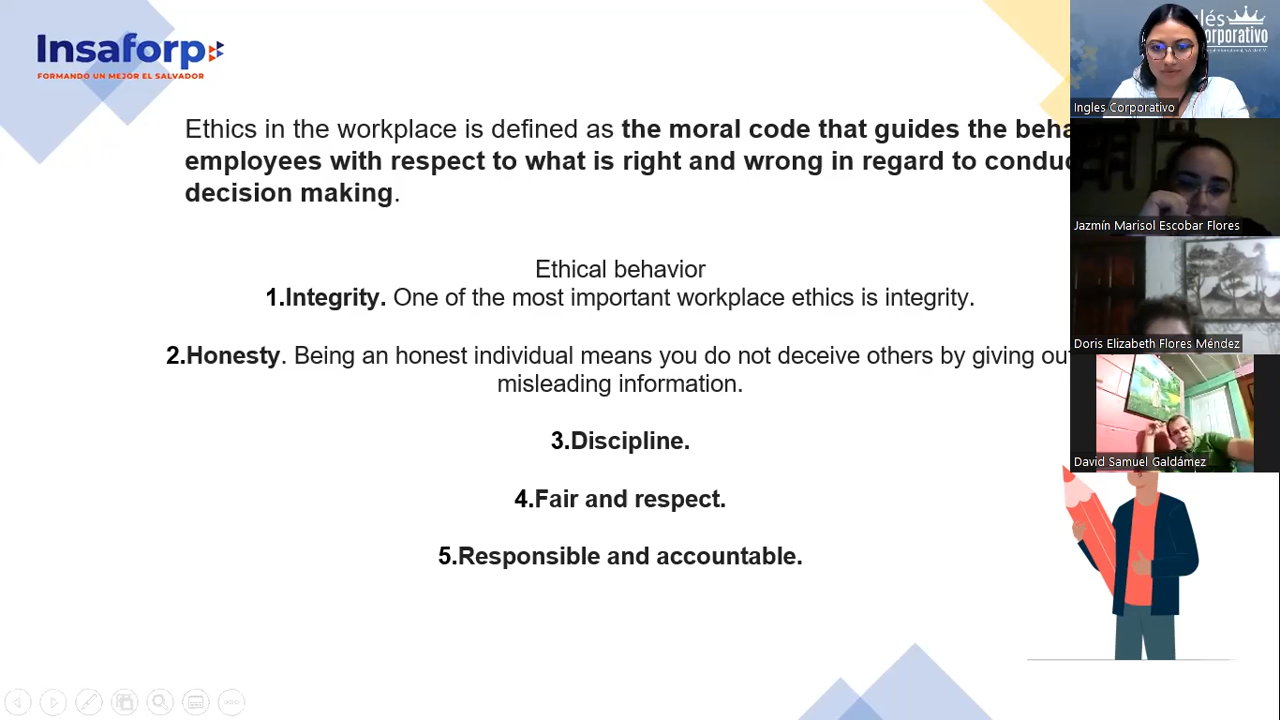 Insaforp
FORMANDO UN MEJOR EL SALVADOR
Ethics in the workplace is defined as the moral code that guides the beha
employees with respect to what is right and wrong in regard to conduc
decision making.
Ethical behavior
1.Integrity. One of the most important workplace ethics is integrity.
2.Honesty. Being an honest individual means you do not deceive others by giving out
misleading information.
3.Discipline.
4.Fair and respect.
5.Responsible and accountable.
glés
orporativo
Ingles Corporativo
Jazmín Marisol Escobar Flores
Doris Elizabeth Flores Méndez
David Samuel Galdámez